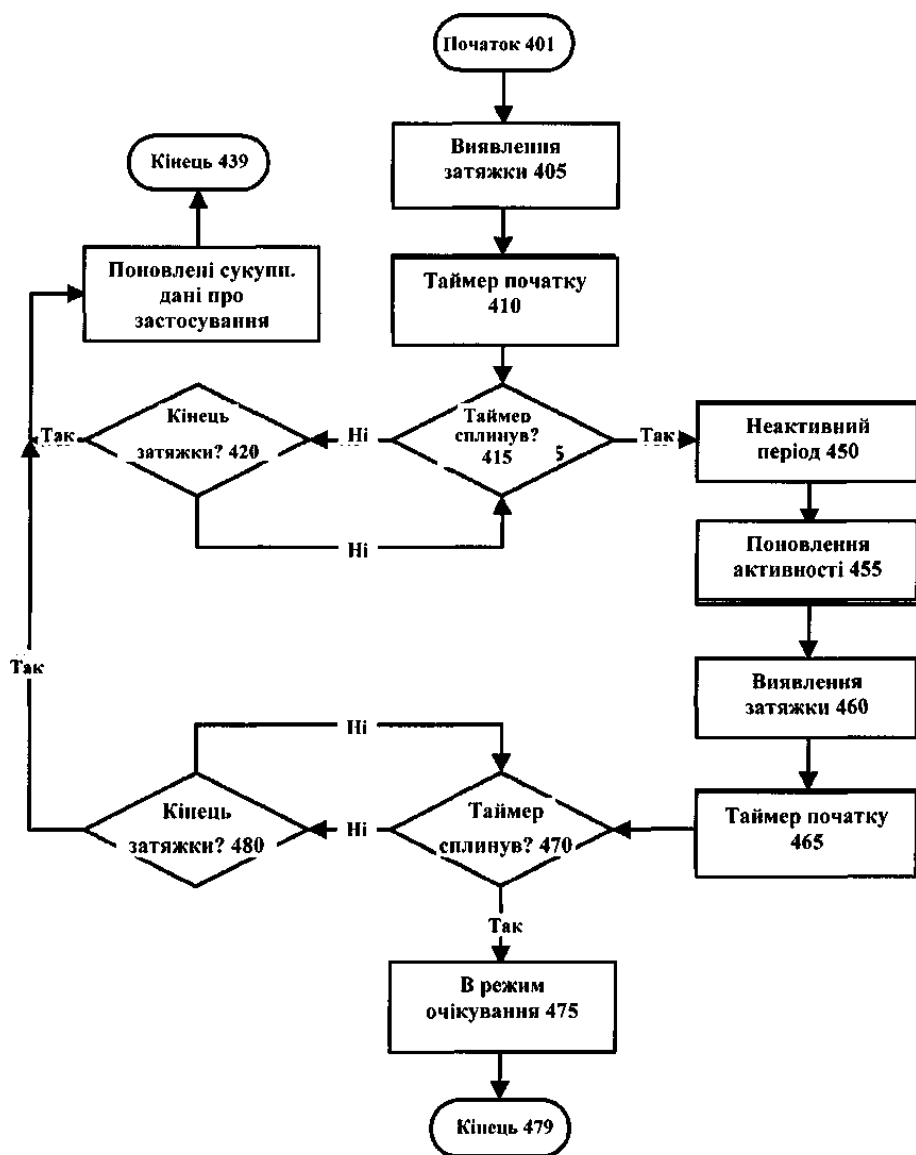 Початок 401
Виявлення
затяжки 405
Кінець 439
Поновлені сукупн.
дані про
застосування
Таймер початку
410
Так
Кінець
затяжки? 420
Ні
Таймер
сплинув?
415
5
Так
Неактивний
період 450
Ні
Поновлення
активності 455
Так
Виявлення
затяжки 460
Ні
Кінець
затяжки? 480
Ні
Таймер
сплинув? 470
Таймер початку
465
Так
В режим
очікування 475
Кінець 479